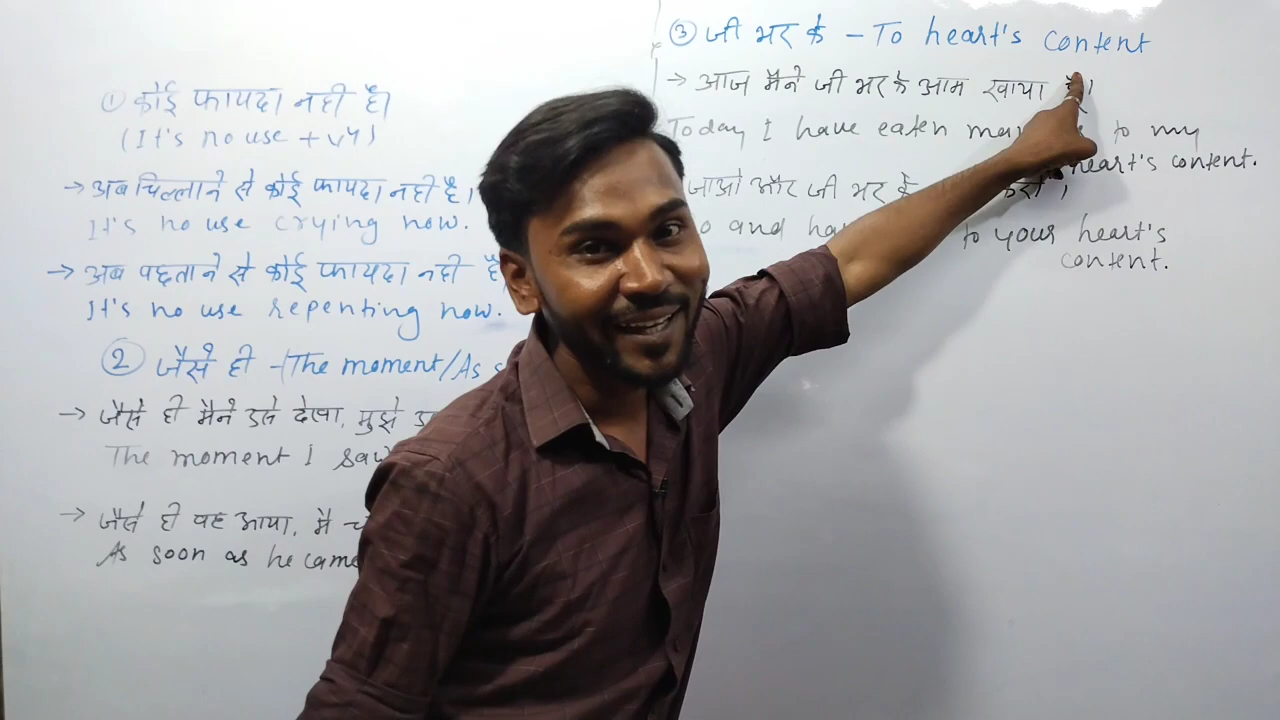 ① कोई फायदा नही है।
(It's no use + v4)
→ अब चिल्लाने से कोई फायदा नही है।
It's no use crying now.
→ अब पछताने से कोई फायदा नही है
It's no use repenting now.
② जैसे ही - (The moment/As s
→ जैसे ही मैने उसे देखा, मुझे
The moment I saw
→ जैसे ही वह आया, मै
As soon as he came
③ जी भर के - To heart's content
→ आज मैने जी भर के आम खाया है।
Today I have eaten to my
heart's content.
जाओ और जी भर के करो।
and to your heart's
content.